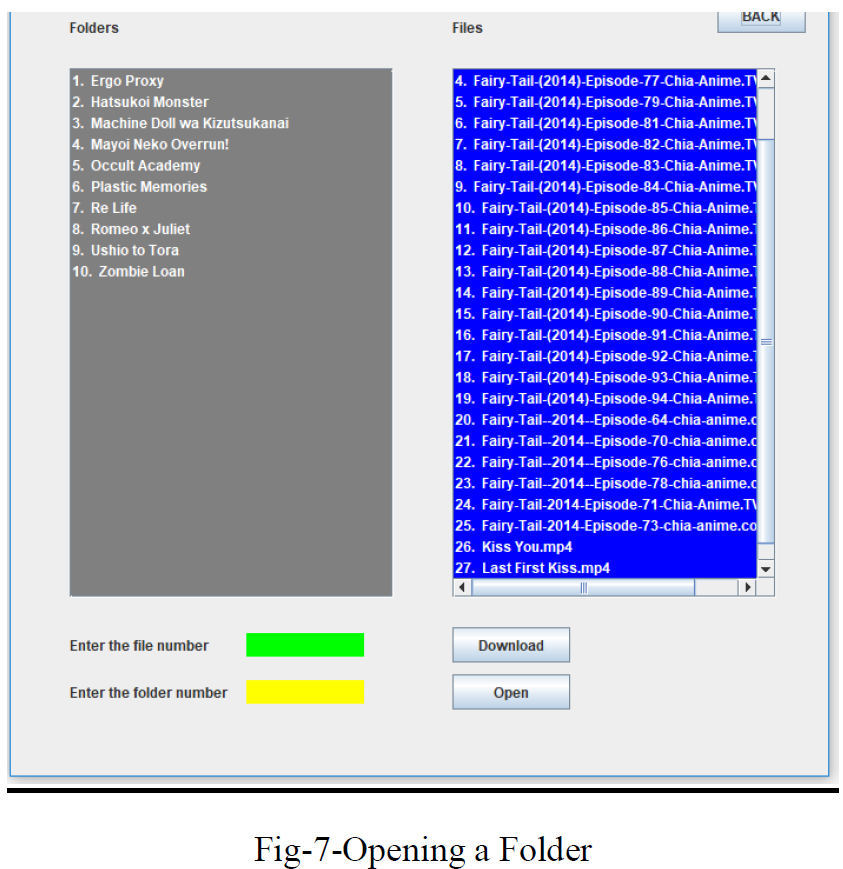 BACK
Folders
Files
1. Ergo Proxy
2. Hatsukoi Monster
3. Machine Doll wa Kizutsukanai
4. Mayoi Neko Overrun!
5. Occult Academy
6. Plastic Memories
7. Re Life
8. Romeo x Juliet
9. Ushio to Tora
10. Zombie Loan
4. Fairy-Tail-(2014)-Episode-77-Chia-Anime.TV
5. Fairy-Tail-(2014)-Episode-79-Chia-Anime.TV
6. Fairy-Tail-(2014)-Episode-81-Chia-Anime.TV
7. Fairy-Tail-(2014)-Episode-82-Chia-Anime.TV
8. Fairy-Tail-(2014)-Episode-83-Chia-Anime.TV
9. Fairy-Tail-(2014)-Episode-84-Chia-Anime.TV
10. Fairy-Tail-(2014)-Episode-85-Chia-Anime.T
11. Fairy-Tail-(2014)-Episode-86-Chia-Anime.T
12. Fairy-Tail-(2014)-Episode-87-Chia-Anime.T
13. Fairy-Tail-(2014)-Episode-88-Chia-Anime.T
14. Fairy-Tail-(2014)-Episode-89-Chia-Anime.T
15. Fairy-Tail-(2014)-Episode-90-Chia-Anime.T
16. Fairy-Tail-(2014)-Episode-91-Chia-Anime.T
17. Fairy-Tail-(2014)-Episode-92-Chia-Anime.T
18. Fairy-Tail-(2014)-Episode-93-Chia-Anime.T
19. Fairy-Tail-(2014)-Episode-94-Chia-Anime.T
20. Fairy-Tail--2014--Episode-64-chia-anime.c
21. Fairy-Tail--2014--Episode-70-chia-anime.c
22. Fairy-Tail--2014--Episode-76-chia-anime.c
23. Fairy-Tail--2014--Episode-78-chia-anime.c
24. Fairy-Tail-2014-Episode-71-Chia-Anime.TV
25. Fairy-Tail-2014-Episode-73-chia-anime.co
26. Kiss You.mp4
27. Last First Kiss.mp4
Enter the file number
Download
Enter the folder number
Open
Fig-7-Opening a Folder